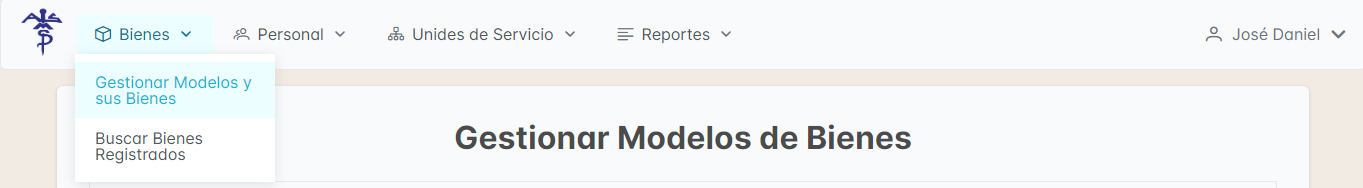 Bienes
Personal
Unides de Servicio
Reportes
José Daniel
Gestionar Modelos y
sus Bienes
Buscar Bienes
Registrados
Gestionar Modelos de Bienes